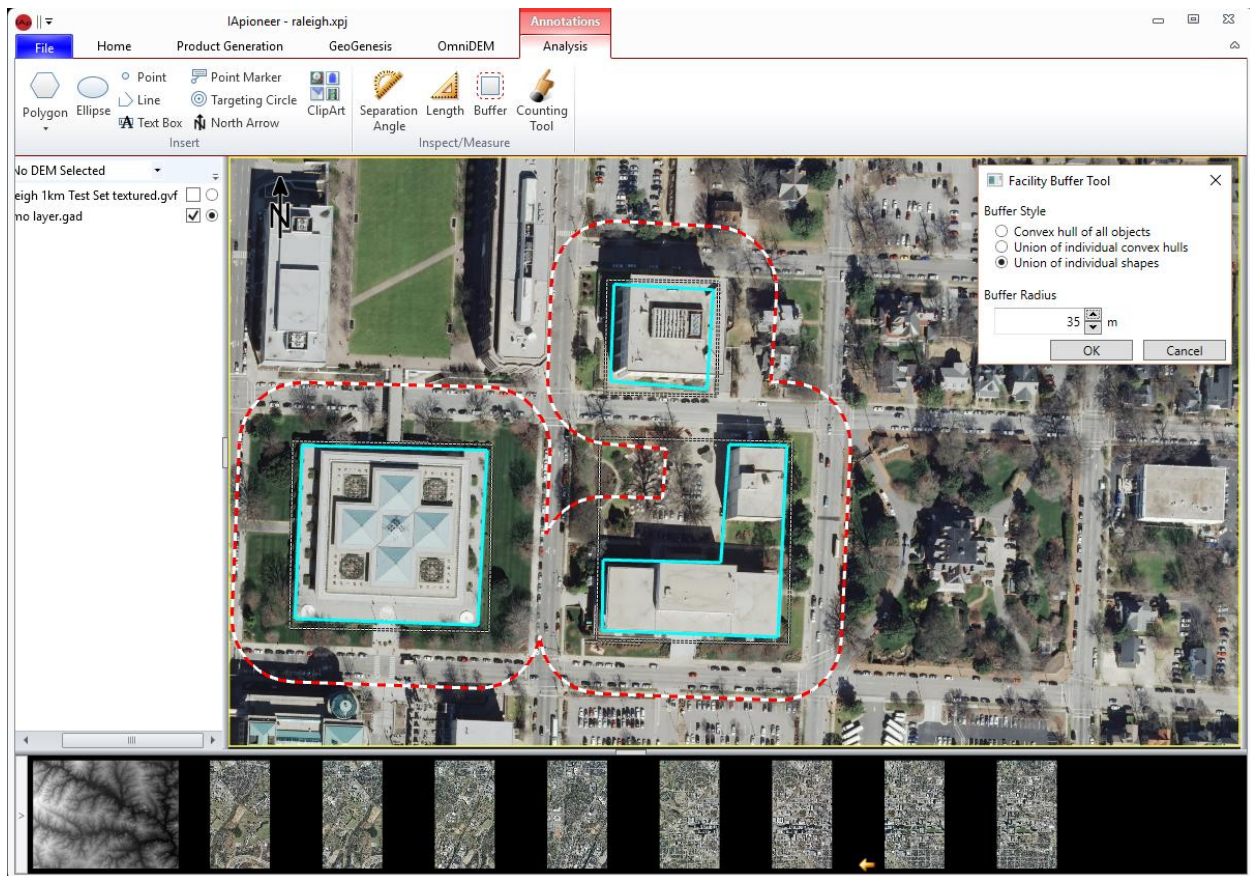 IAp
IApioneer - raleigh.xpj
Annotations
File Home Product Generation GeoGenesis OmniDEM Analysis
Polygon
Ellipse
Point
Line
Text Box
Point Marker
Targeting Circle
North Arrow
ClipArt
Insert
Separation
Angle
Length
Buffer
Counting
Tool
Inspect/Measure
No DEM Selected
eigh 1km Test Set textured.gvf
mo layer.gad
N
Facility Buffer Tool
Buffer Style
Convex hull of all objects
Union of individual convex hulls
Union of individual shapes
Buffer Radius
35 m
OK Cancel